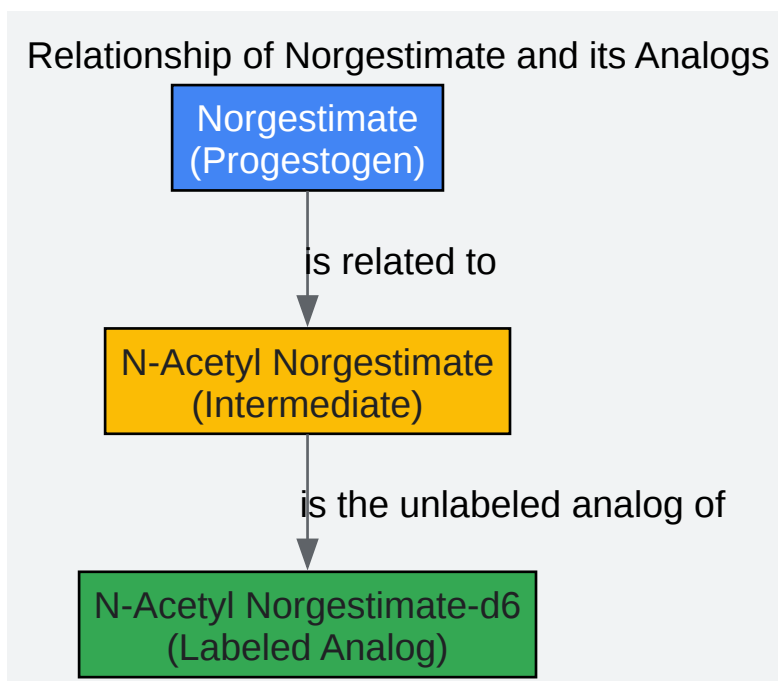 Relationship of Norgestimate and its Analogs
Norgestimate
(Progestogen)
is related to
N-Acetyl Norgestimate
(Intermediate)
is the unlabeled analog of
N-Acetyl Norgestimate-d6
(Labeled Analog)